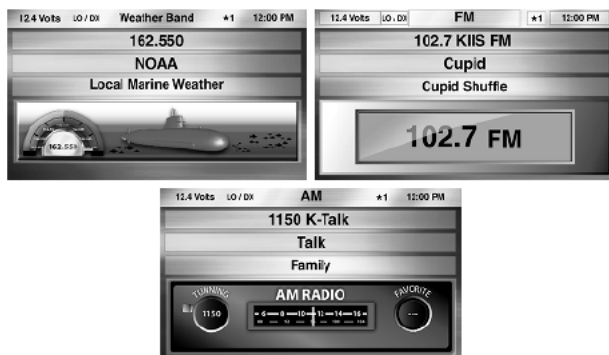 12.4 Volts LO / DX Weather Band ★1 12:00 PM
162.550
NOAA
Local Marine Weather
162.550
12.4 Volts LO / DX FM ★1 12:00 PM
102.7 KIIS FM
Cupid
Cupid Shuffle
102.7 FM
12.4 Volts LO / DX AM ★1 12:00 PM
1150 K-Talk
Talk
Family
TUNNING
1150
AM RADIO
6 8 10 12 14 16
FAVORITE
---